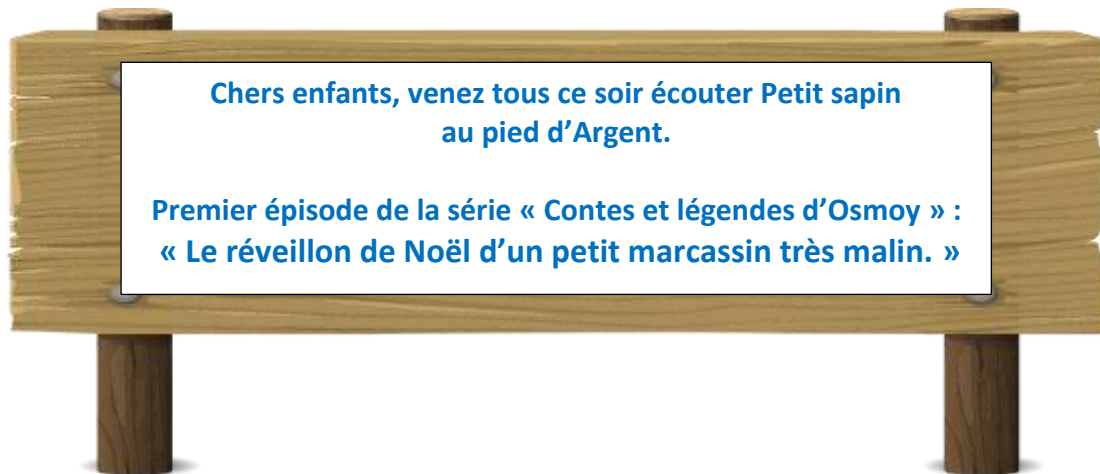 Chers enfants, venez tous ce soir écouter Petit sapin
au pied d’Argent.
Premier épisode de la série « Contes et légendes d’Osmoy » :
« Le réveillon de Noël d’un petit marcassin très malin. »